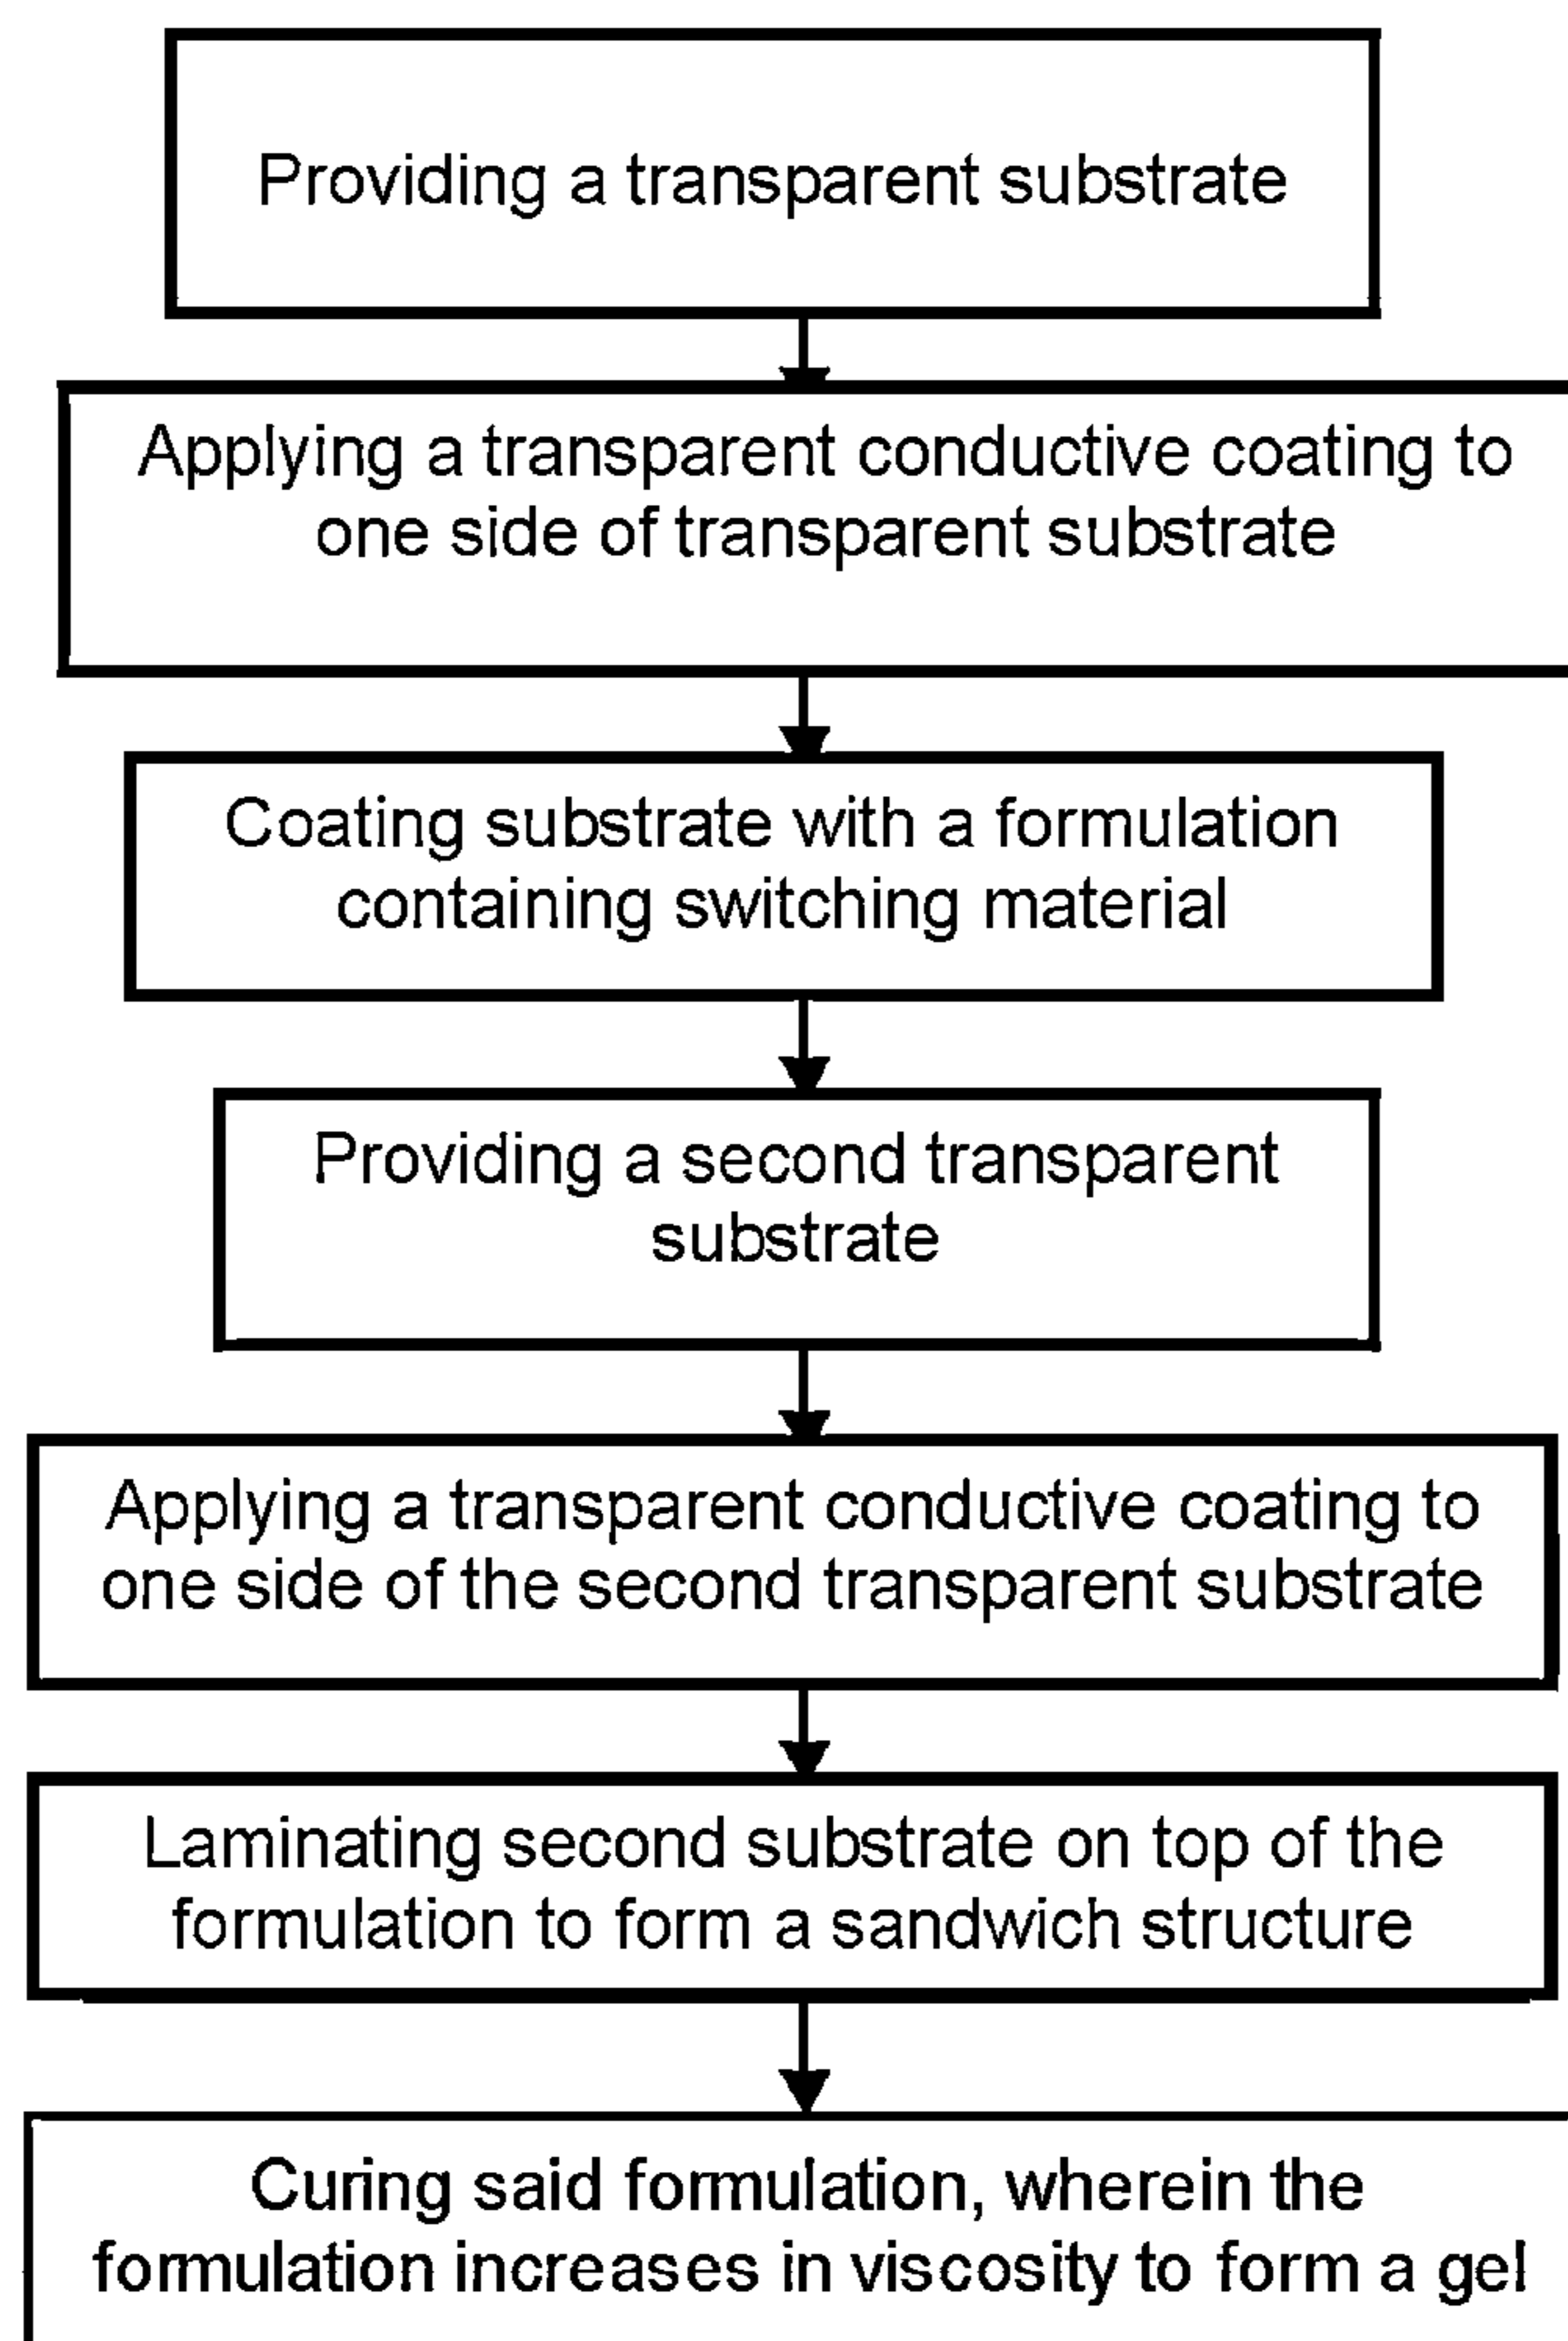 Providing a transparent substrate
Applying a transparent conductive coating to
one side of transparent substrate
Coating substrate with a formulation
containing switching material
Providing a second transparent
substrate
Applying a transparent conductive coating to
one side of the second transparent substrate
Laminating second substrate on top of the
formulation to form a sandwich structure
Curing said formulation, wherein the
formulation increases in viscosity to form a gel